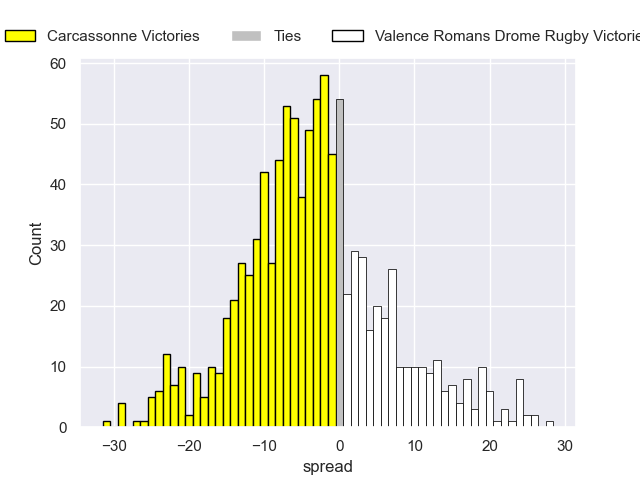 Carcassonne Victories Ties Valence Romans Drome Rugby Victorie
60
50
40
30
20
10
0
Count
−30 −20 −10 0 10 20 30
spread